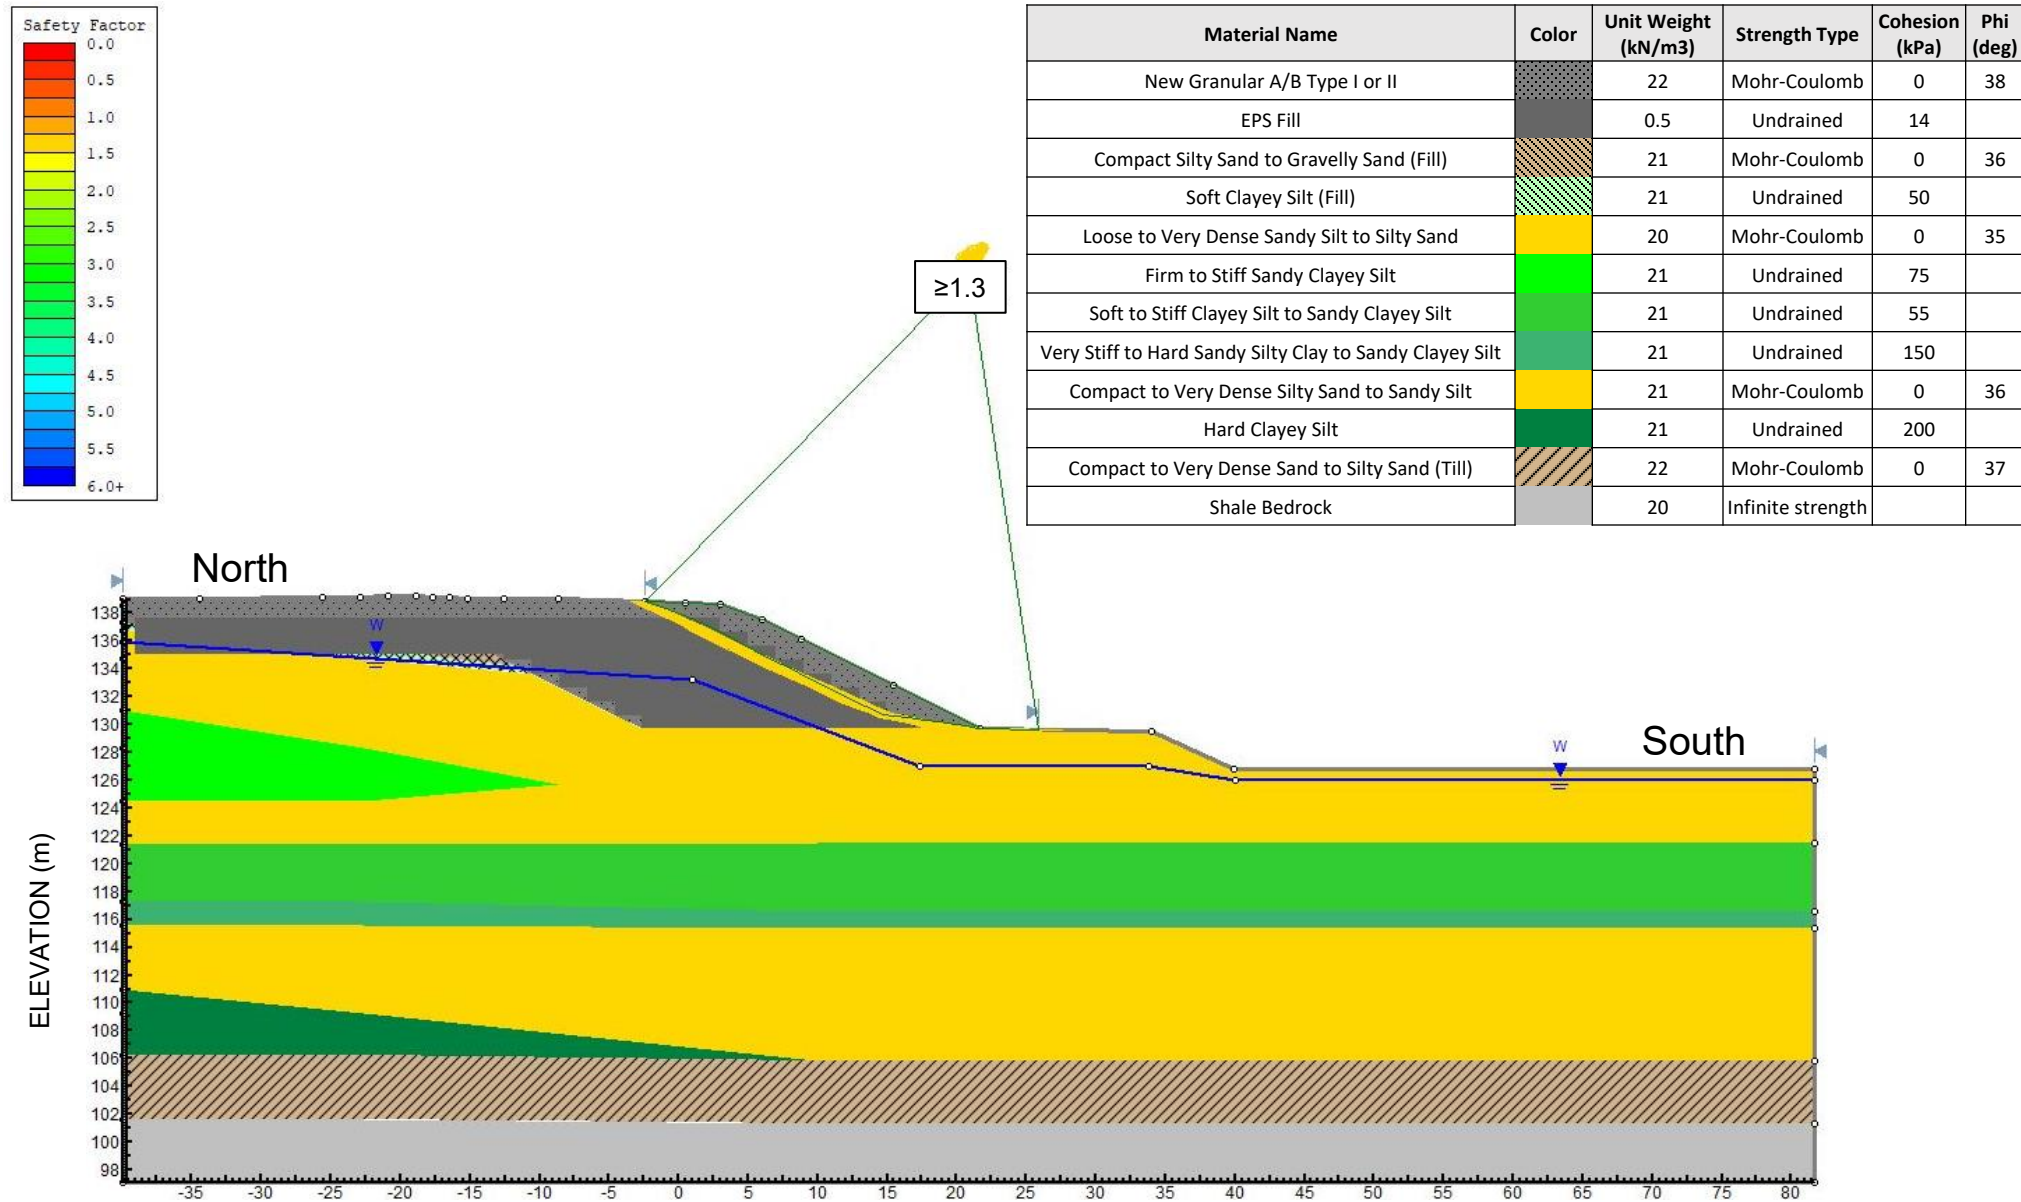 Safety Factor
0.0
0.5
1.0
1.5
2.0
2.5
3.0
3.5
4.0
4.5
5.0
5.5
6.0+
Material Name Color Unit Weight (kN/m3) Strength Type Cohesion (kPa) Phi (deg)
New Granular A/B Type I or II 22 Mohr-Coulomb 0 38
EPS Fill 0.5 Undrained 14
Compact Silty Sand to Gravelly Sand (Fill) 21 Mohr-Coulomb 0 36
Soft Clayey Silt (Fill) 21 Undrained 50
Loose to Very Dense Sandy Silt to Silty Sand 20 Mohr-Coulomb 0 35
Firm to Stiff Sandy Clayey Silt 21 Undrained 75
Soft to Stiff Clayey Silt to Sandy Clayey Silt 21 Undrained 55
Very Stiff to Hard Sandy Silty Clay to Sandy Clayey Silt 21 Undrained 150
Compact to Very Dense Silty Sand to Sandy Silt 21 Mohr-Coulomb 0 36
Hard Clayey Silt 21 Undrained 200
Compact to Very Dense Sand to Silty Sand (Till) 22 Mohr-Coulomb 0 37
Shale Bedrock 20 Infinite strength
≥1.3
North
South
W
W
ELEVATION (m)
138
136
134
132
130
128
126
124
122
120
118
116
114
112
110
108
106
104
102
100
98
-35 -30 -25 -20 -15 -10 -5 0 5 10 15 20 25 30 35 40 45 50 55 60 65 70 75 80